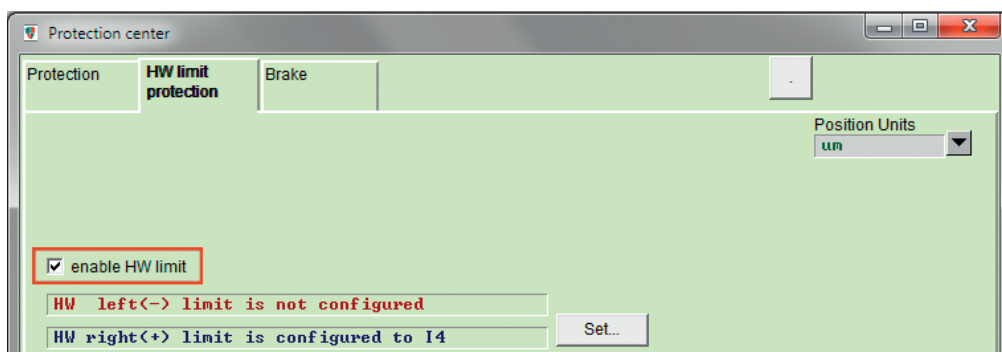 Protection center
Protection
HW limit
protection
Brake
.
Position Units
um
enable HW limit
HW left(-) limit is not configured
HW right(+) limit is configured to I4
Set...